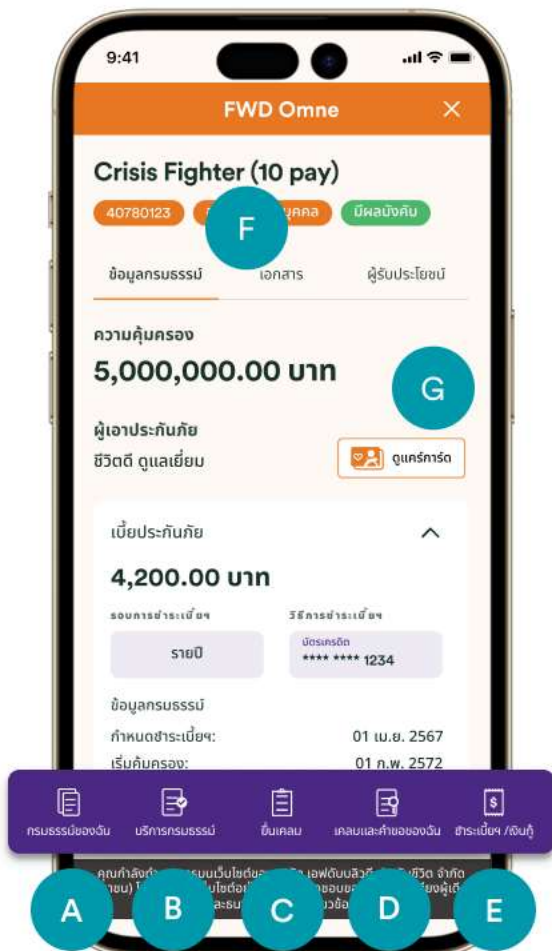 9:41
FWD Omne
Crisis Fighter (10 pay)
40780123 บุคคล มีผลบังคับ
F
ข้อมูลกรมธรรม์ เอกสาร ผู้รับประโยชน์
ความคุ้มครอง
5,000,000.00 บาท
G
ผู้เอาประกันภัย
ชีวิตดี ดูแลเยี่ยม
ดูแคร์การ์ด
เบี้ยประกันภัย
4,200.00 บาท
รอบการชำระเบี้ยฯ วิธีการชำระเบี้ยฯ
รายปี
บัตรเครดิต
**** **** 1234
ข้อมูลกรมธรรม์
กำหนดชำระเบี้ยฯ: 01 เม.ย. 2567
เริ่มคุ้มครอง: 01 ก.พ. 2572
กรมธรรม์ของฉัน บริการกรมธรรม์ ยื่นเคลม เคลมและคำขอของฉัน ชำระเบี้ยฯ /เงินกู้
คุณกำลังทำ
A B C D E